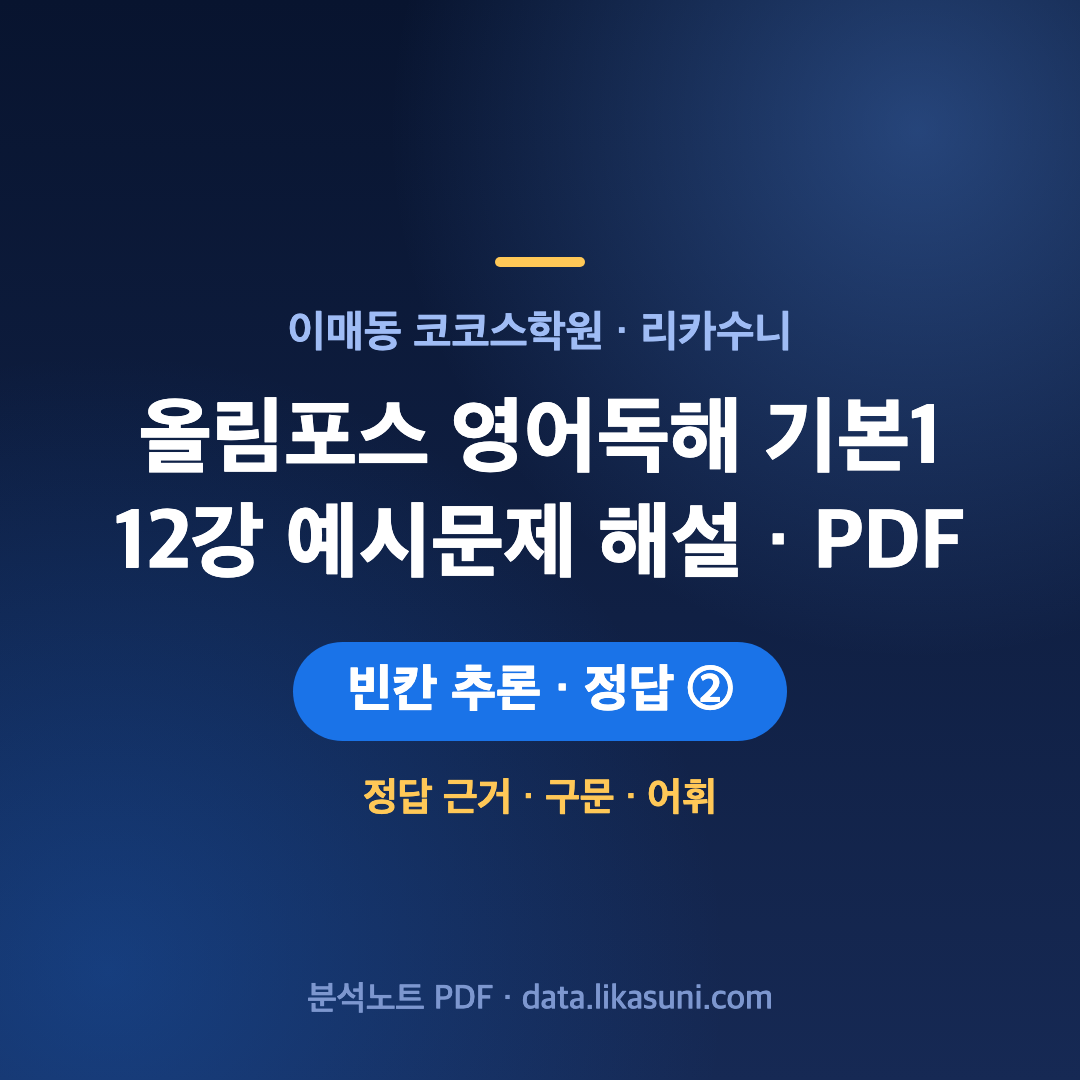 이매동 코코스학원 · 리카수니
올림포스 영어독해 기본1
12강 예시문제 해설 · PDF
빈칸 추론 · 정답 ②
정답 근거 · 구문 · 어휘
분석노트 PDF · data.likasuni.com